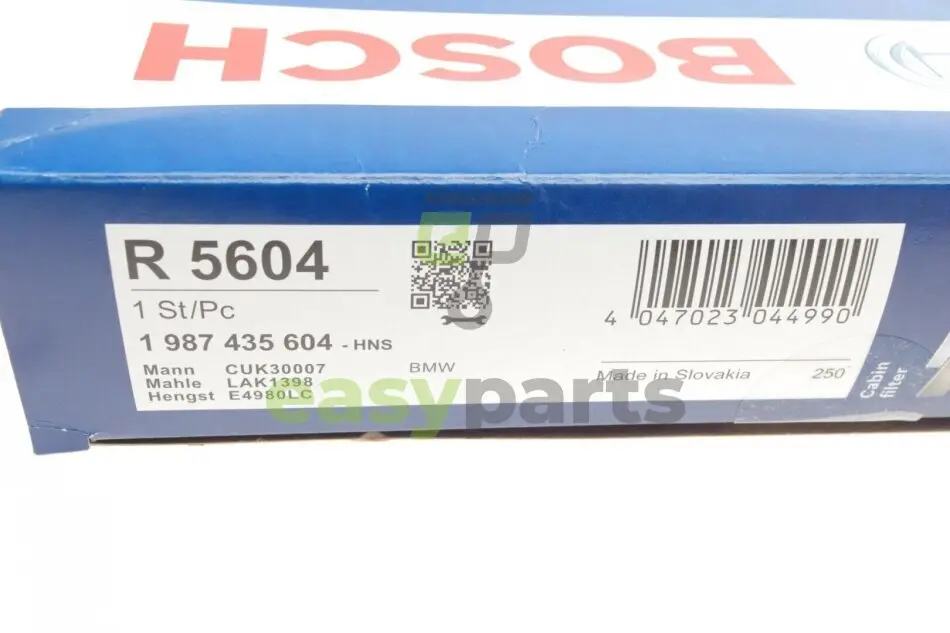 BOSCH
R 5604
1 St/Pc
1 987 435 604 - HNS
Mann CUK30007
Mahle LAK1398
Hengst E4980LC
BMW
4 047023 044990
Made in Slovakia 250
Cabin
filter
easyparts